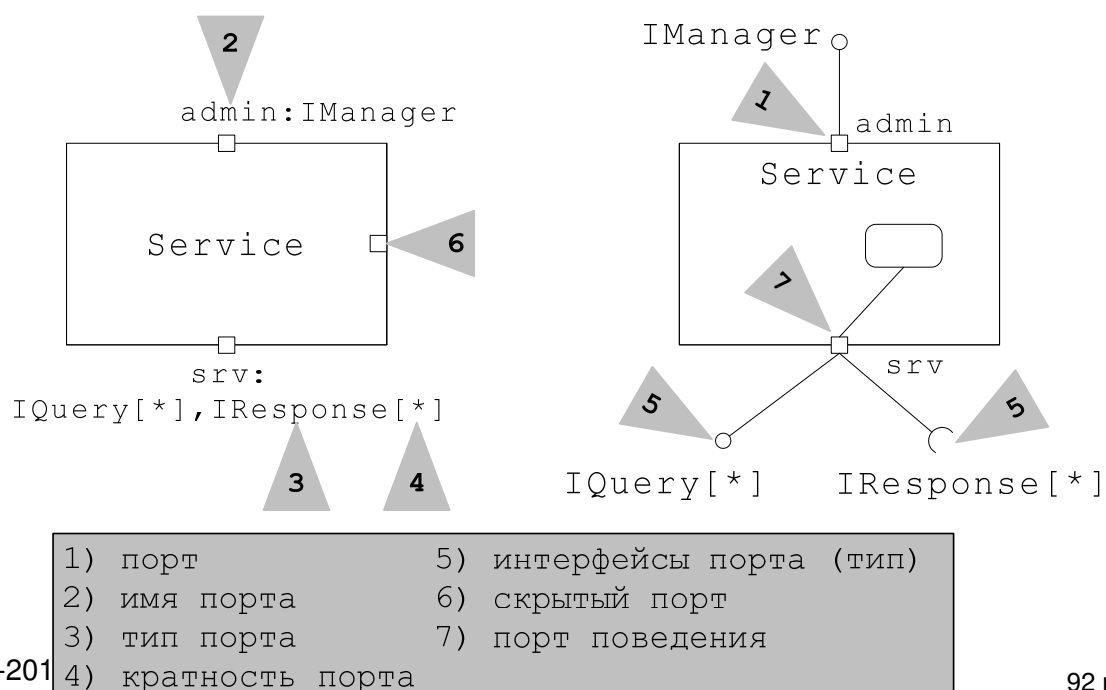 2
admin:IManager
Service
6
srv:
IQuery[*],IResponse[*]
3
4
IManager
1
admin
Service
7
srv
5
5
IQuery[*]
IResponse[*]
1) порт
2) имя порта
3) тип порта
4) кратность порта
5) интерфейсы порта (тип)
6) скрытый порт
7) порт поведения
-201
92